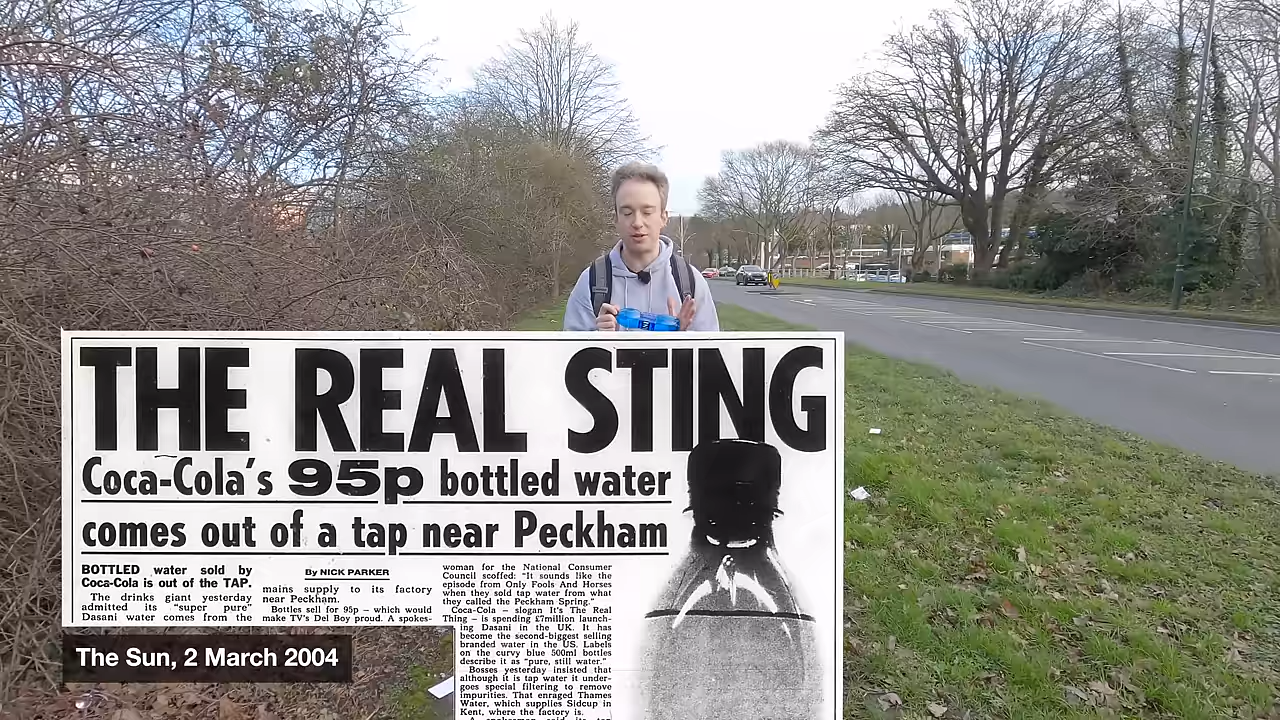 THE REAL STING
Coca-Cola's 95p bottled water
comes out of a tap near Peckham
BOTTLED water sold by
Coca-Cola is out of the TAP.
The drinks giant yesterday
admitted its "super pure"
Dasani water comes from the
By NICK PARKER
mains supply to its factory
near Peckham.
Bottles sell for 95p — which would
make TV's Del Boy proud. A spokes-
woman for the National Consumer
Council scoffed: "It sounds like the
episode from Only Fools And Horses
when they sold tap water from what
they called the Peckham Spring."
Coca-Cola — slogan It's The Real
Thing — is spending £7million launch-
ing Dasani in the UK. It has
become the second-biggest selling
branded water in the US. Labels
on the curvy blue 500ml bottles
describe it as "pure, still water."
Bosses yesterday insisted that
although it is tap water it under-
goes special filtering to remove
impurities. That enraged Thames
Water, which supplies Sidcup in
Kent, where the factory is.
A spokesman said its tap
The Sun, 2 March 2004